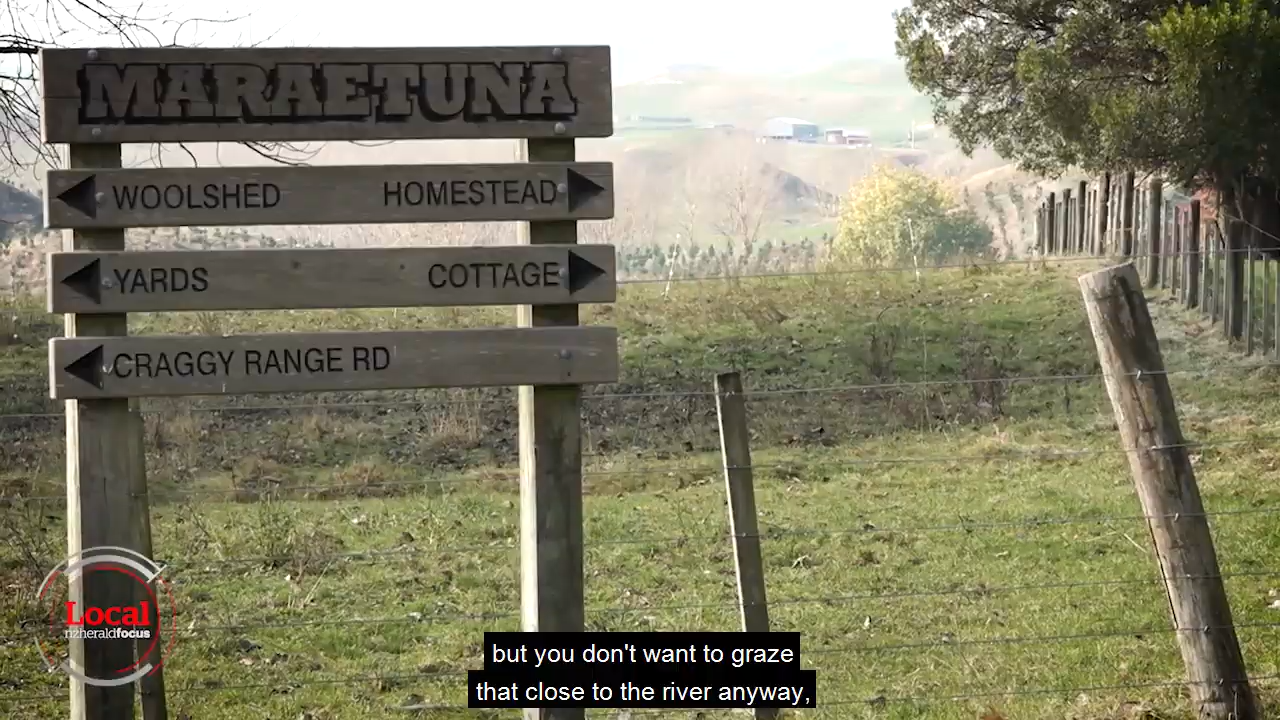 MARAETUNA
WOOLSHED HOMESTEAD
YARDS COTTAGE
CRAGGY RANGE RD
Local
nzheraldfocus
but you don't want to graze
that close to the river anyway,